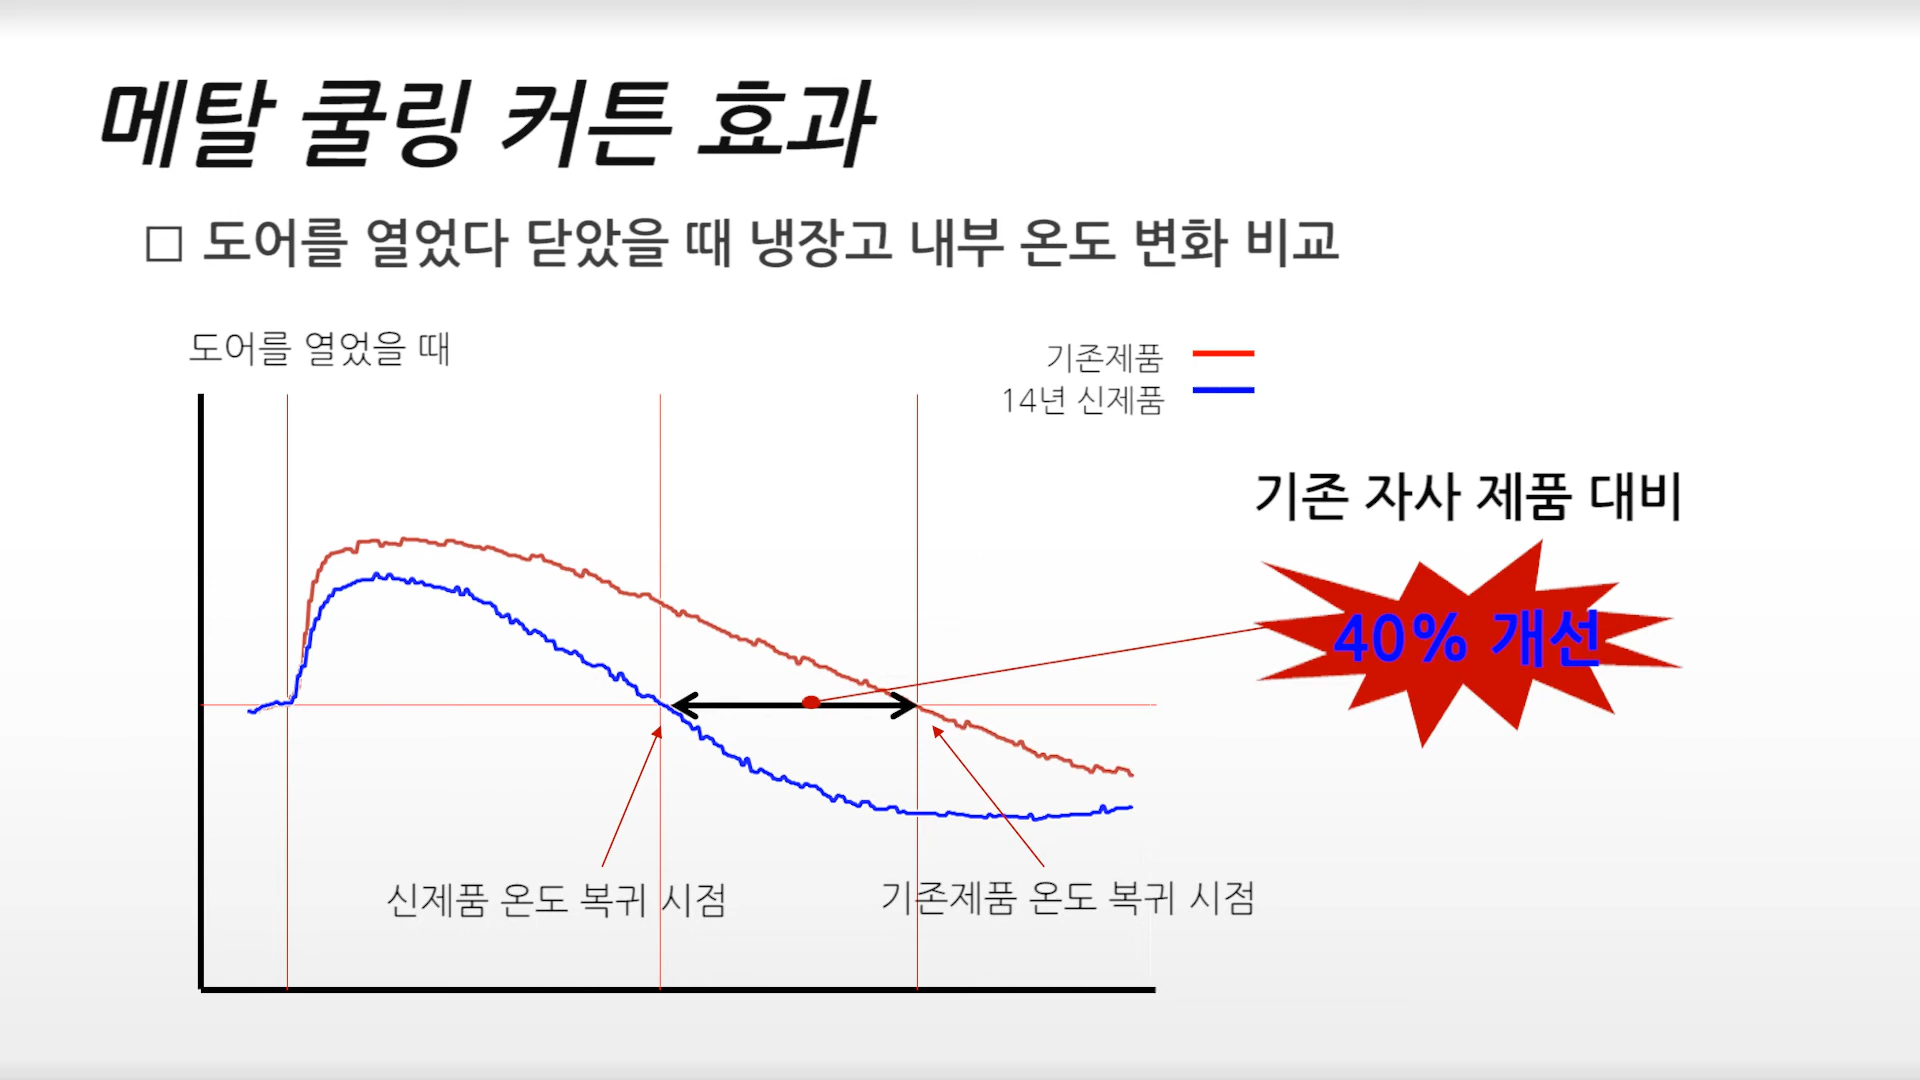 메탈 쿨링 커튼 효과
□ 도어를 열었다 닫았을 때 냉장고 내부 온도 변화 비교
도어를 열었을 때
기존제품
14년 신제품
기존 자사 제품 대비
40% 개선
신제품 온도 복귀 시점
기존제품 온도 복귀 시점